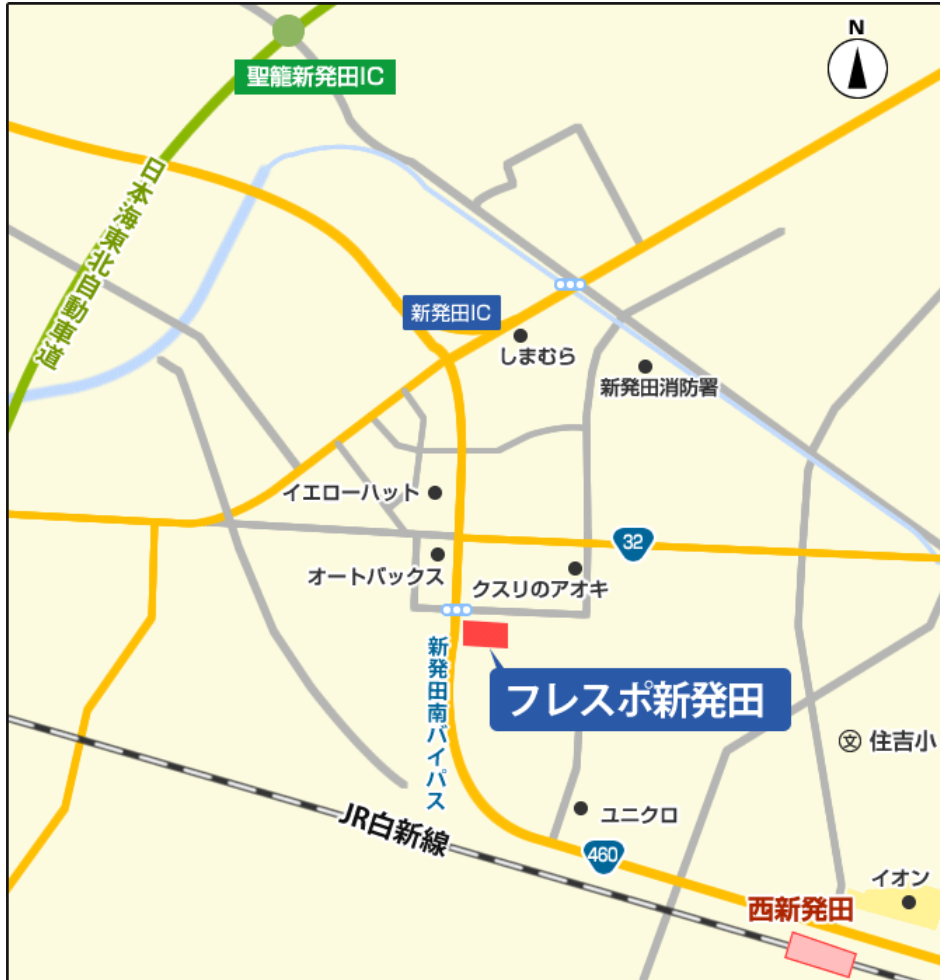 N
聖籠新発田IC
日本海東北自動車道
新発田IC
しまむら
新発田消防署
イエローハット
32
オートバックス
クスリのアオキ
新発田南バイパス
フレスポ新発田
住吉小
文
JR白新線
ユニクロ
460
イオン
西新発田